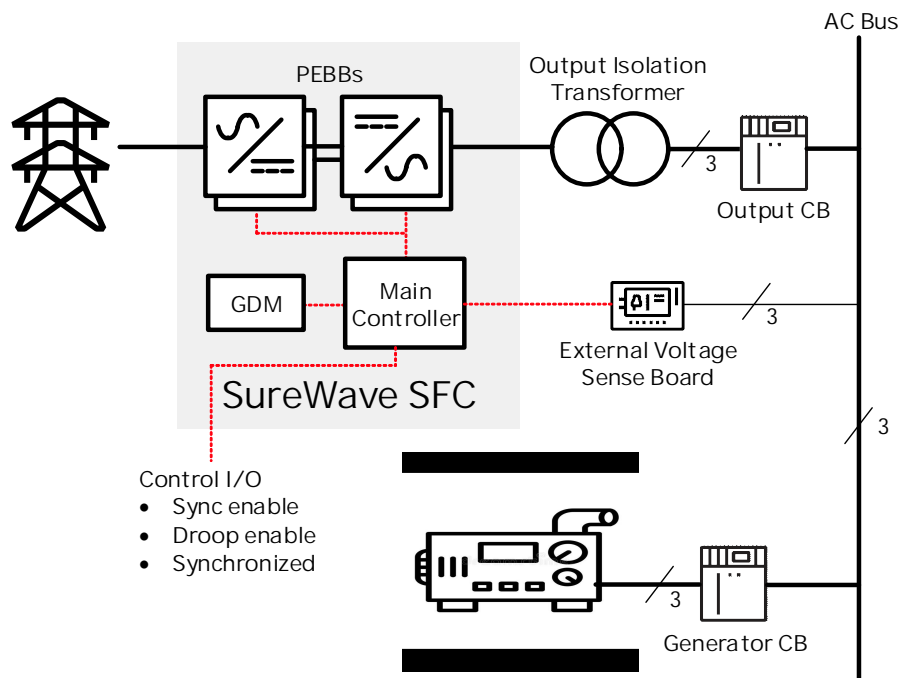 AC Bus
PEBBs
Output Isolation
Transformer
3
Output CB
GDM
Main
Controller
External Voltage
Sense Board
3
SureWave SFC
3
Control I/O
• Sync enable
• Droop enable
• Synchronized
3
Generator CB